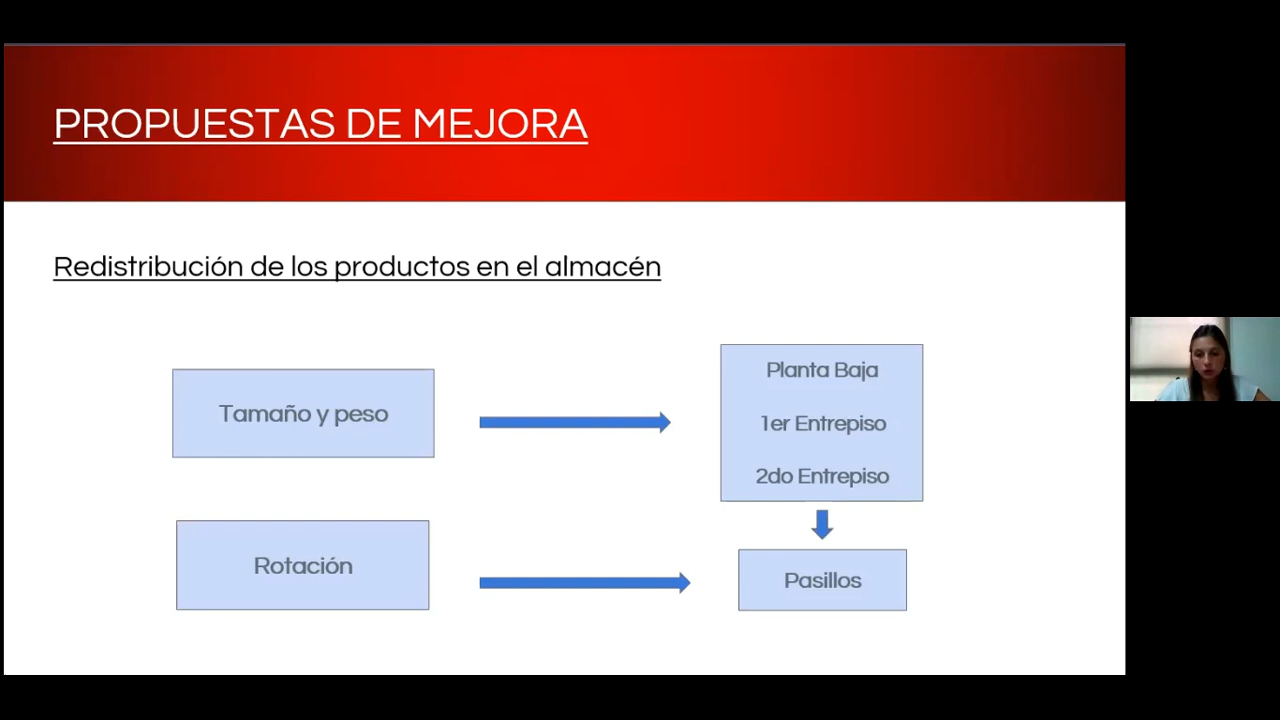 PROPUESTAS DE MEJORA
Redistribución de los productos en el almacén
Tamaño y peso
Planta Baja
1er Entrepiso
2do Entrepiso
Rotación
Pasillos